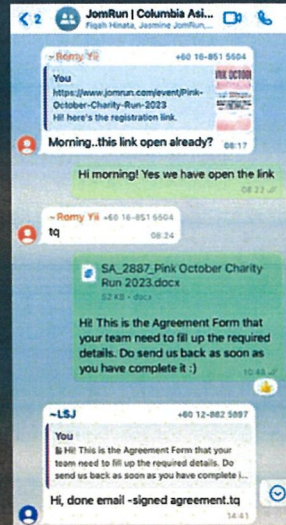 2
JomRun | Columbia Asi...
Fiqah Hinata, Jasmine JomRun,...
~Romy Yii +60 16-851 5604
You
https://www.jomrun.com/event/Pink-
October-Charity-Run-2023
Hi! here's the registration link.
Morning..this link open already? 08:17
Hi morning! Yes we have open the link
08:22
~Romy Yii +60 16-851 5604
tq
08:24
SA_2887_Pink October Charity
Run 2023.docx
52 KB • docx
Hi! This is the Agreement Form that
your team need to fill up the required
details. Do send us back as soon as
you have complete it :)
10:48
~LSJ +60 12-882 5897
You
Hi! This is the Agreement Form that your
team need to fill up the required details. Do
send us back as soon as you have complete i...
Hi, done email -signed agreement.tq
14:41